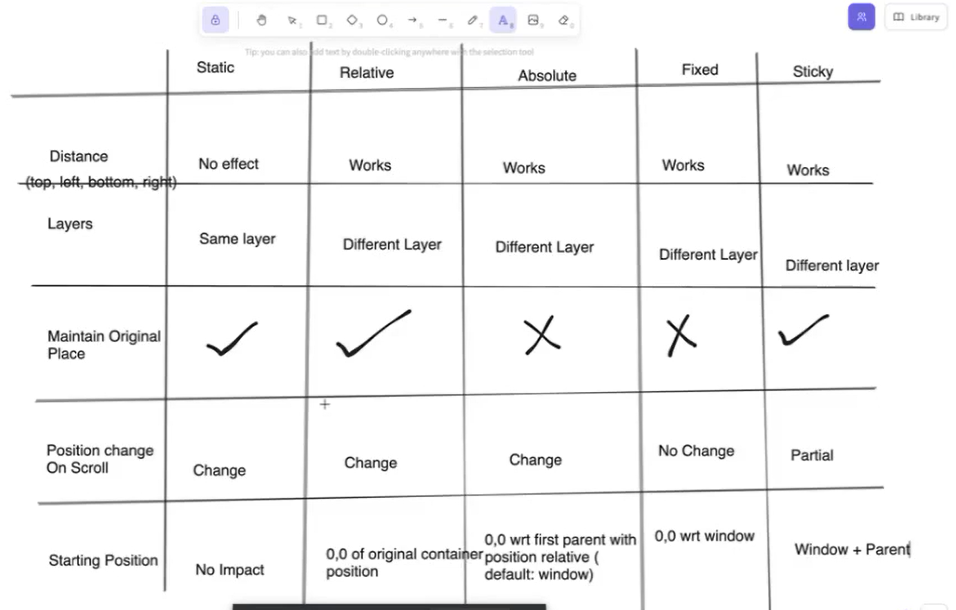 Library
Tip: you can also add text by double-clicking anywhere with the selection tool
Static
Relative
Absolute
Fixed
Sticky
Distance
(top, left, bottom, right)
No effect
Works
Works
Works
Works
Layers
Same layer
Different Layer
Different Layer
Different Layer
Different layer
Maintain Original
Place
Position change
On Scroll
Change
Change
Change
No Change
Partial
Starting Position
No Impact
0,0 of original container
position
0,0 wrt first parent with
position relative (
default: window)
0,0 wrt window
Window + Parent